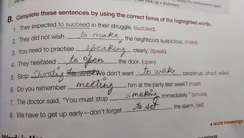 B. Complete these sentences by using the correct forms of the highlighted words.
1. They expected to succeed in their struggle. (succeed)
2. They did not wish to make the neighbours suspicious. (make)
3. You need to practise speaking clearly. (speak)
4. They hesitated to open the door. (open)
5. Stop We don't want to wake people up.
6. Do you remember meeting him at the party last week? (meet)
7. The doctor said, "You must stop smoking immediately." (smoke)
8. We have to get up early—don't forget to set the alarm. (set)